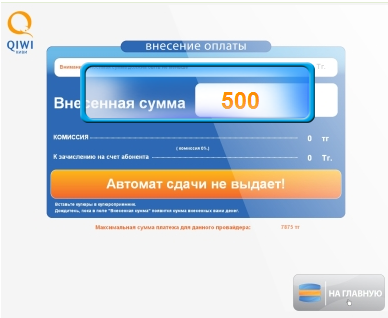 QIWI
внесение оплаты
Тг.
Внесенная сумма 500
КОМИССИЯ 0 тг
( комиссия 0% )
К зачислению на счет абонента 0 Тг.
Автомат сдачи не выдает!
Вставьте купюры в купюроприемник.
Дождитесь, пока в поле "Внесенная сумма" появится сумма внесенных вами денег.
Максимальная сумма платежа для данного провайдера: 7875 тг
НА ГЛАВНУЮ